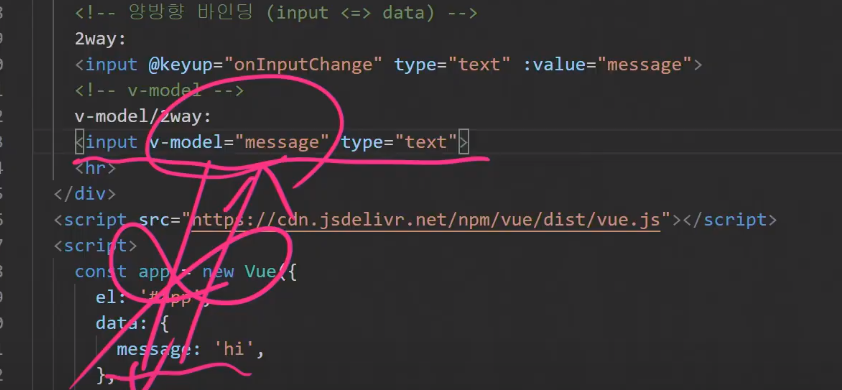 <!-- 양방향 바인딩 (input <=> data) -->
2way:
<input @keyup="onInputChange" type="text" :value="message">
<!-- v-model -->
v-model/2way:
<input v-model="message" type="text">
<hr>
</div>
<script src="https://cdn.jsdelivr.net/npm/vue/dist/vue.js"></script>
<script>
const app = new Vue({
el: '#app',
data: {
message: 'hi',
},